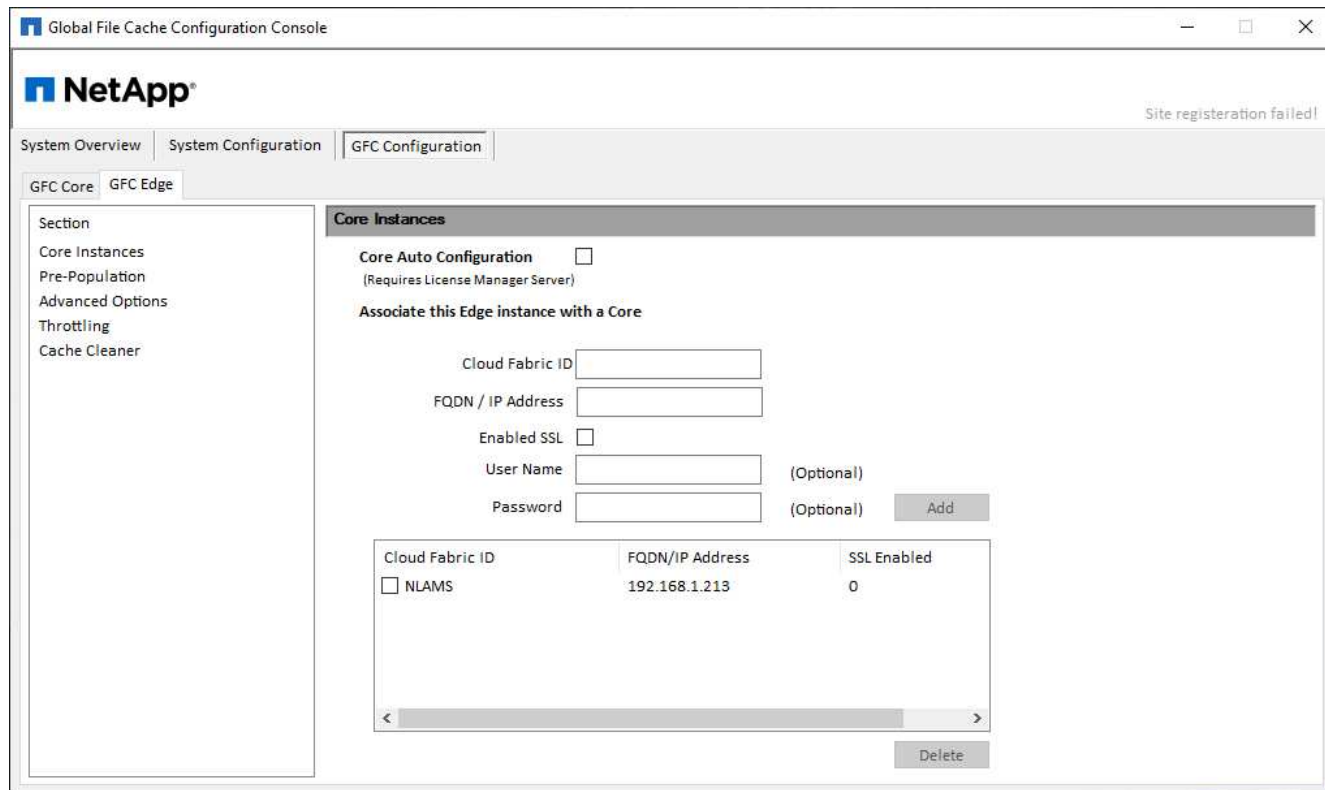 Global File Cache Configuration Console
NetApp®
Site registeration failed!
System Overview System Configuration GFC Configuration
GFC Core GFC Edge
Section
Core Instances
Pre-Population
Advanced Options
Throttling
Cache Cleaner
Core Instances
Core Auto Configuration
(Requires License Manager Server)
Associate this Edge instance with a Core
Cloud Fabric ID
FQDN / IP Address
Enabled SSL
User Name (Optional)
Password (Optional) Add
Cloud Fabric ID FQDN/IP Address SSL Enabled
NLAMS 192.168.1.213 0
Delete